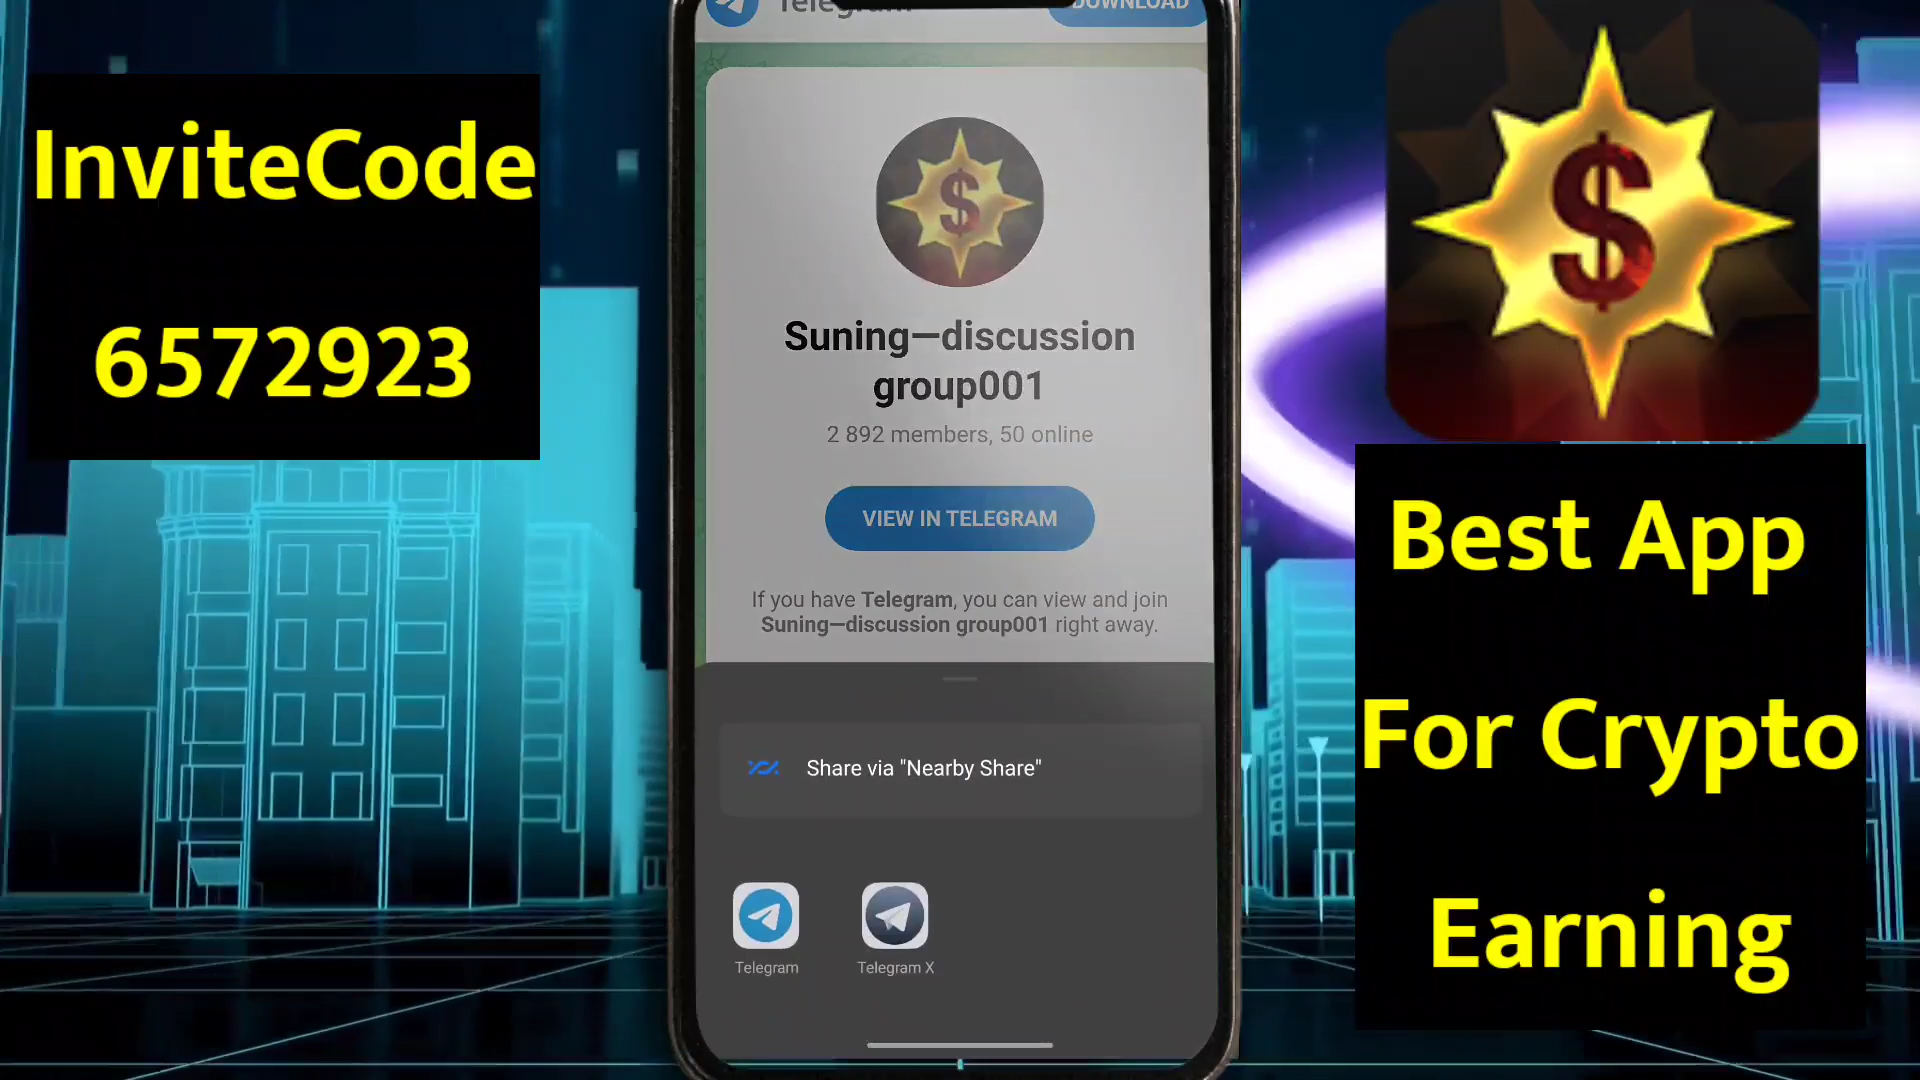 InviteCode
6572923
Telegram
DOWNLOAD
$
Suning—discussion
group001
2 892 members, 50 online
VIEW IN TELEGRAM
If you have Telegram, you can view and join
Suning—discussion group001 right away.
Share via "Nearby Share"
Telegram
Telegram X
$
Best App
For Crypto
Earning